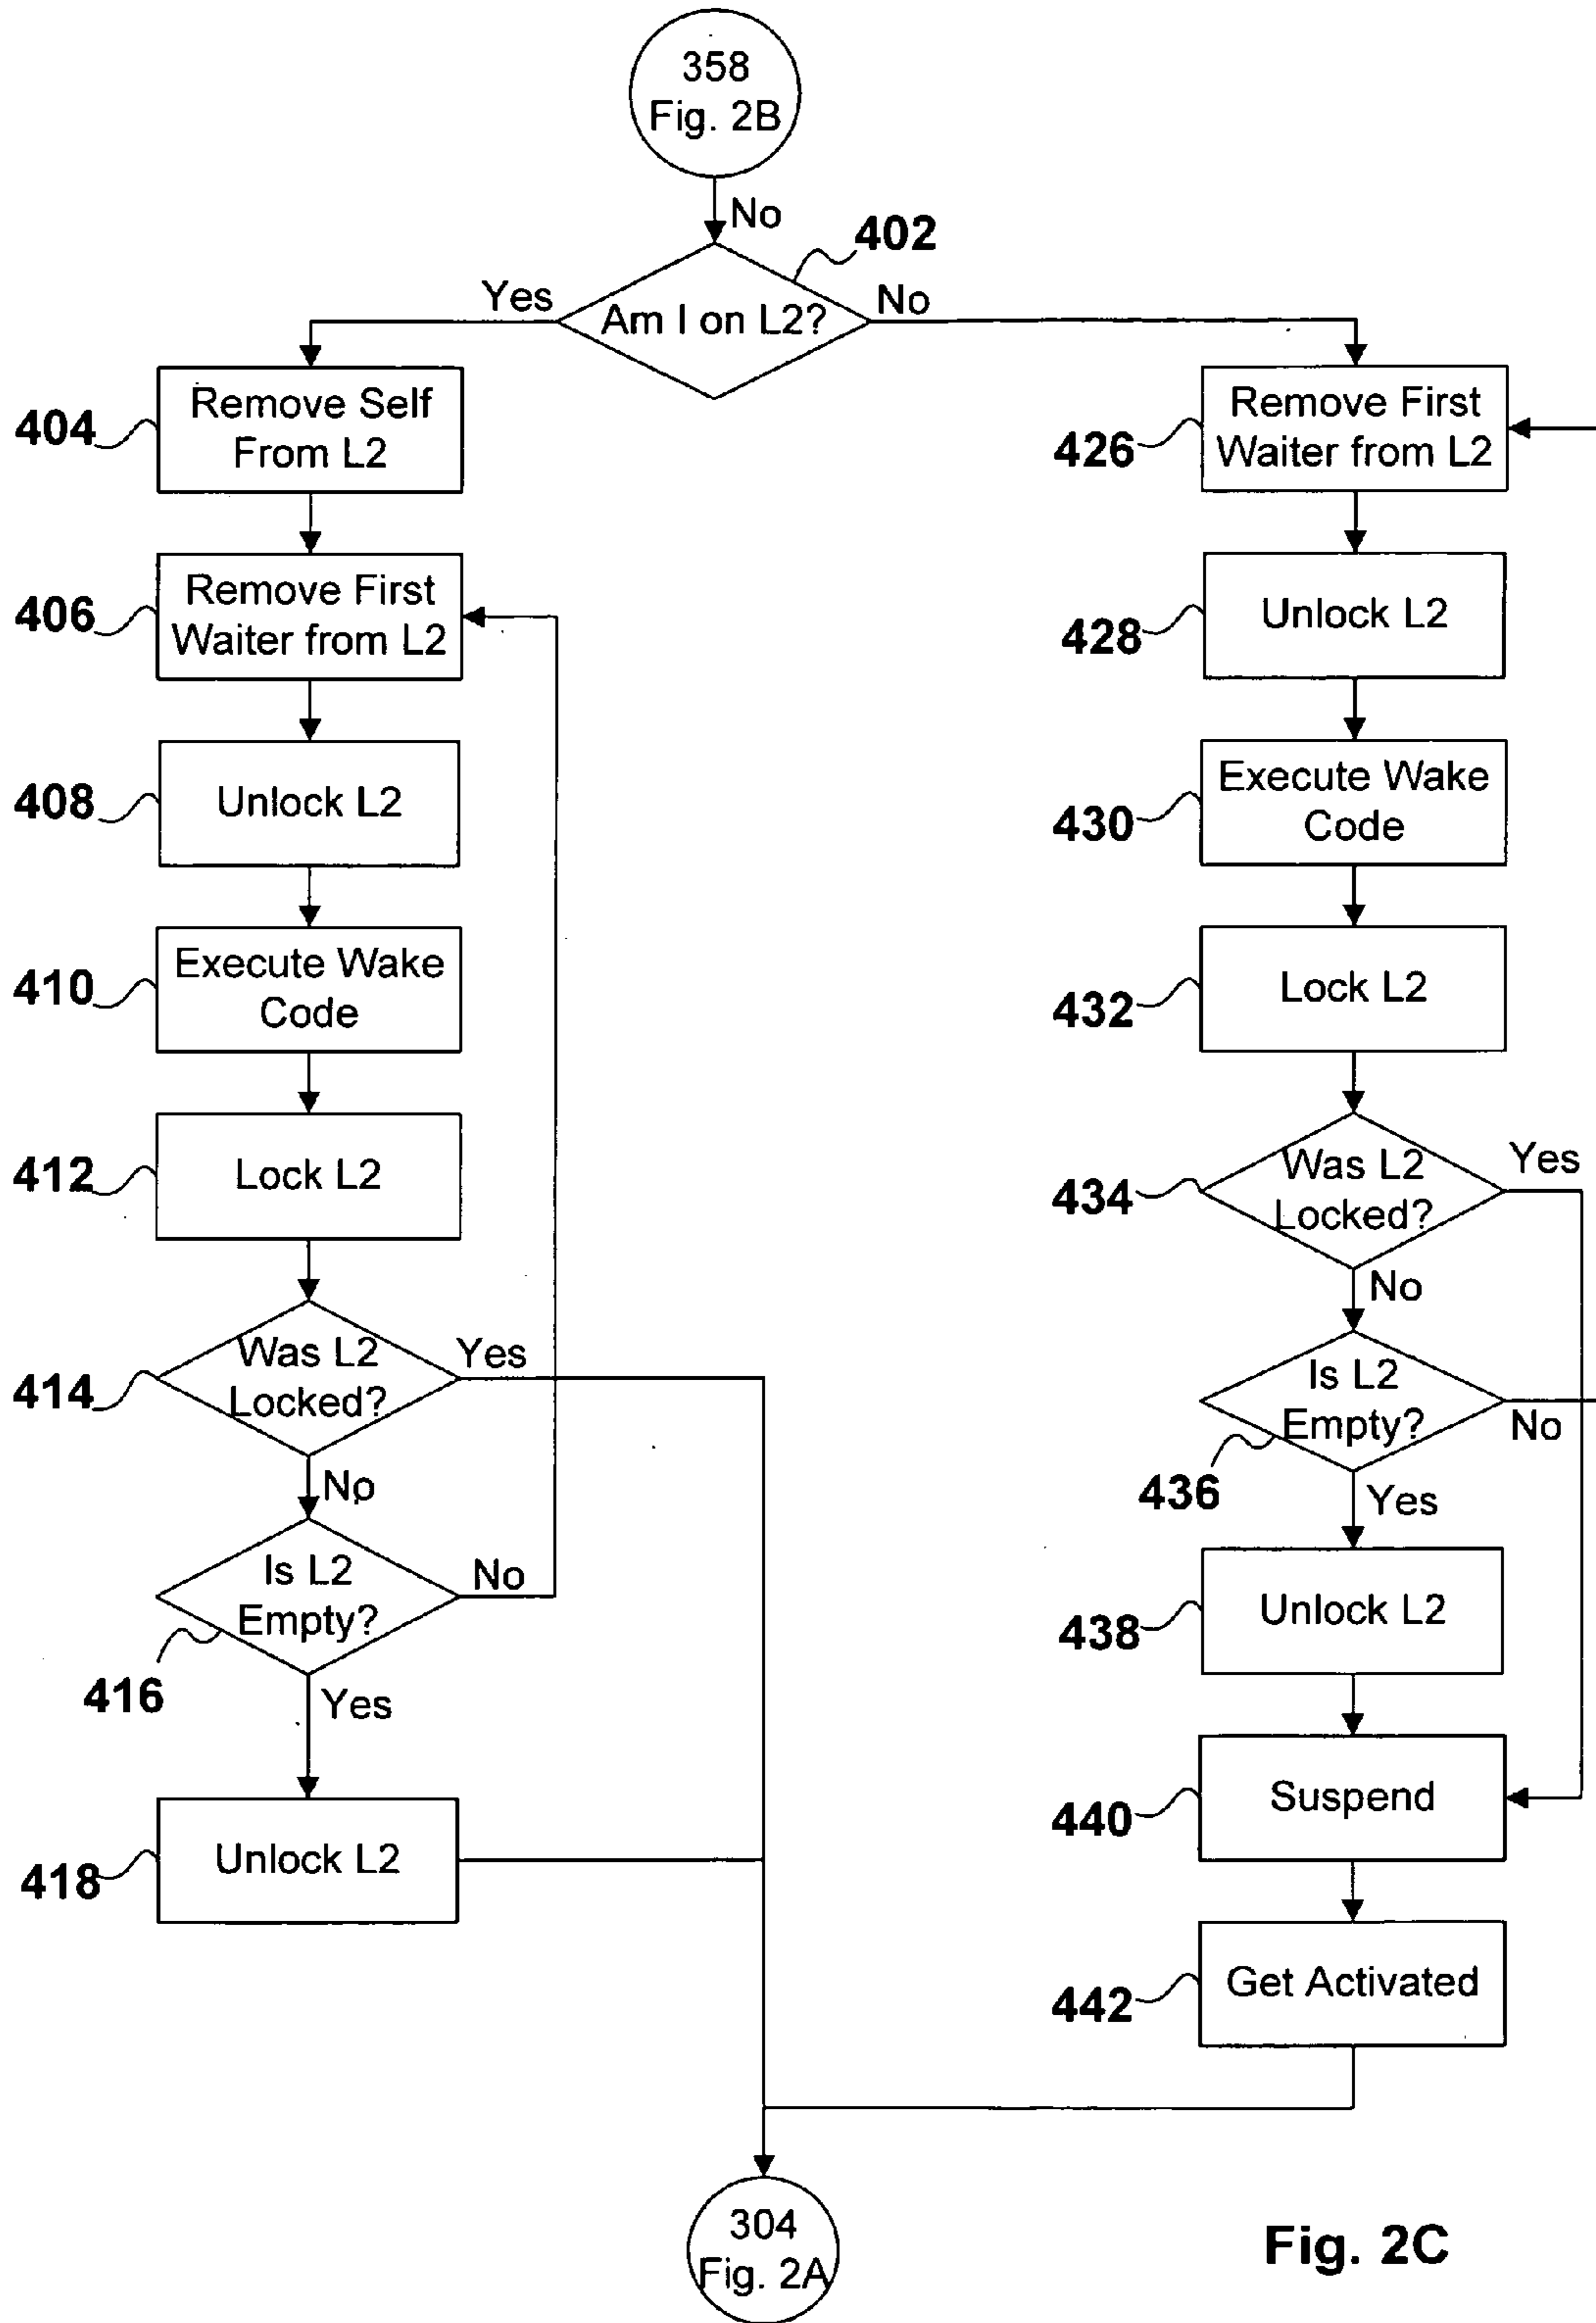 358
Fig. 2B
No
402
Yes
Am I on L2?
No
404
Remove Self
From L2
406
Remove First
Waiter from L2
408
Unlock L2
410
Execute Wake
Code
412
Lock L2
414
Was L2
Locked?
Yes
No
416
Is L2
Empty?
No
Yes
418
Unlock L2
426
Remove First
Waiter from L2
428
Unlock L2
430
Execute Wake
Code
432
Lock L2
434
Was L2
Locked?
Yes
No
436
Is L2
Empty?
No
Yes
438
Unlock L2
440
Suspend
442
Get Activated
304
Fig. 2A
Fig. 2C